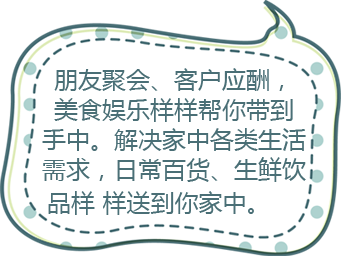 朋友聚会、客户应酬，
美食娱乐样样帮你带到
手中。解决家中各类生活
需求，日常百货、生鲜饮
品样 样送到你家中。